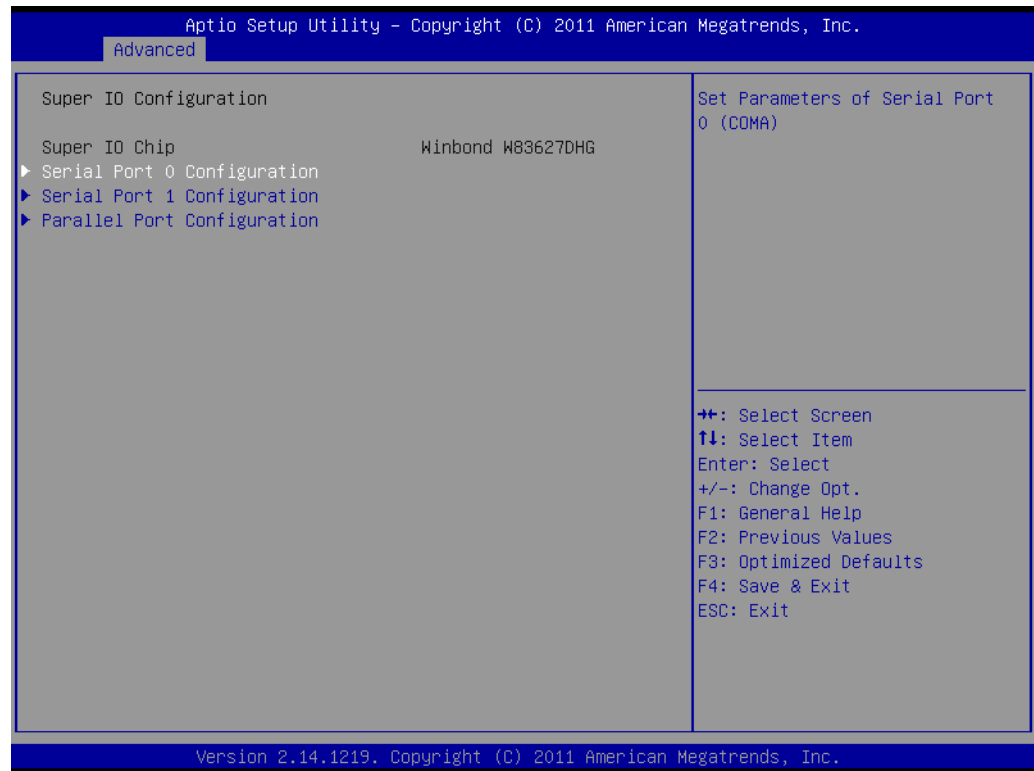 Aptio Setup Utility – Copyright (C) 2011 American Megatrends, Inc.
Advanced
Super IO Configuration
Super IO Chip Winbond W83627DHG
▶ Serial Port 0 Configuration
▶ Serial Port 1 Configuration
▶ Parallel Port Configuration
Set Parameters of Serial Port
0 (COMA)
→←: Select Screen
↑↓: Select Item
Enter: Select
+/-: Change Opt.
F1: General Help
F2: Previous Values
F3: Optimized Defaults
F4: Save & Exit
ESC: Exit
Version 2.14.1219. Copyright (C) 2011 American Megatrends, Inc.